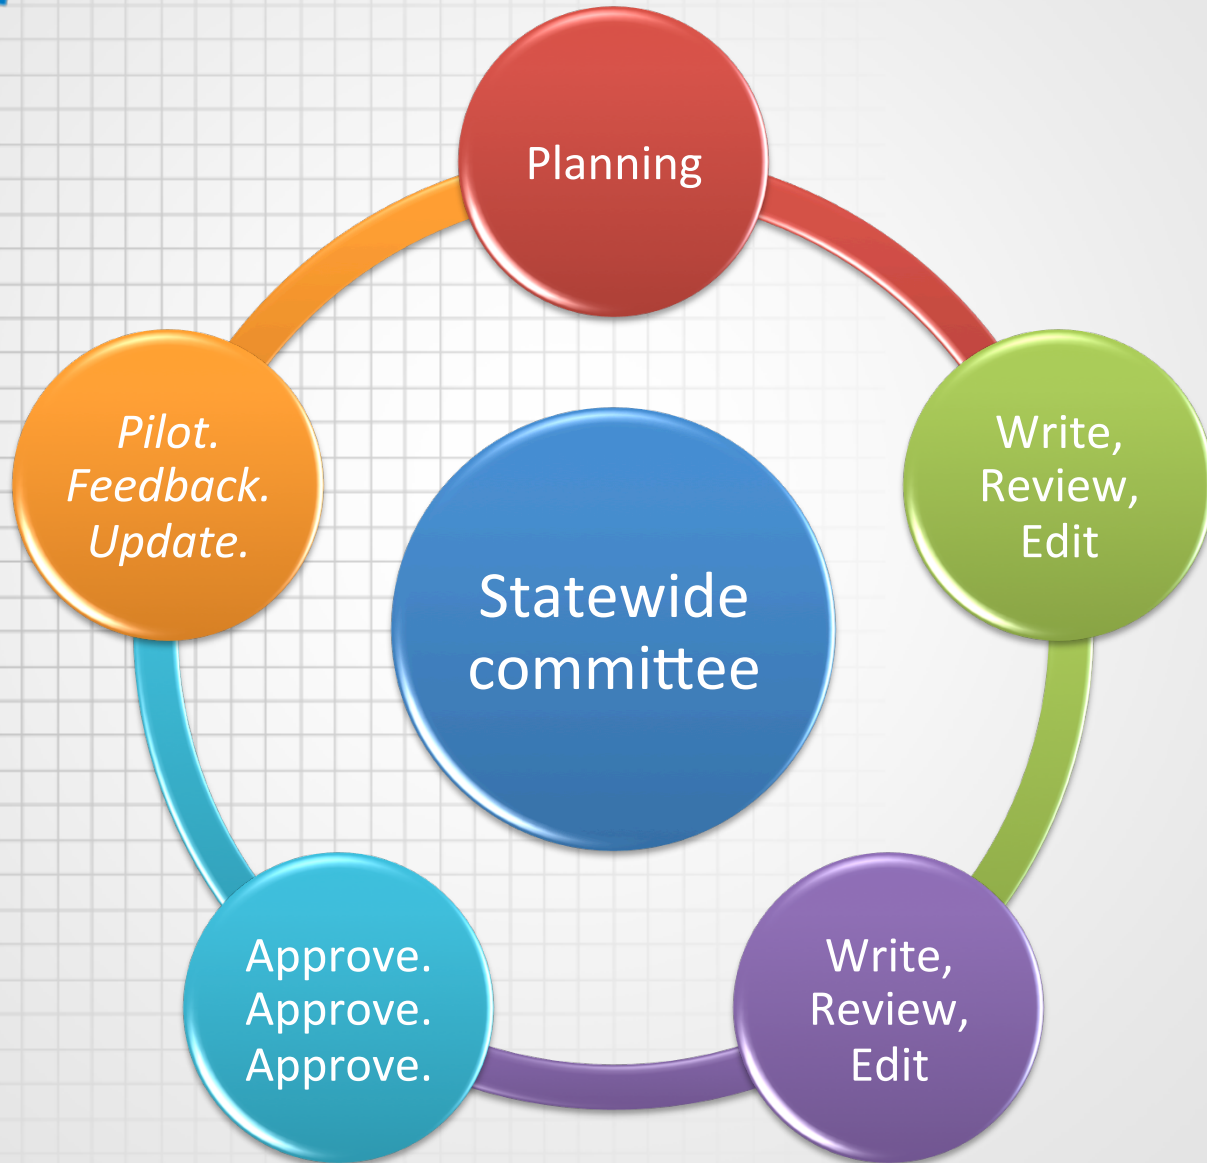 Planning
Write,
Review,
Edit
Write,
Review,
Edit
Approve.
Approve.
Approve.
Pilot.
Feedback.
Update.
Statewide
committee